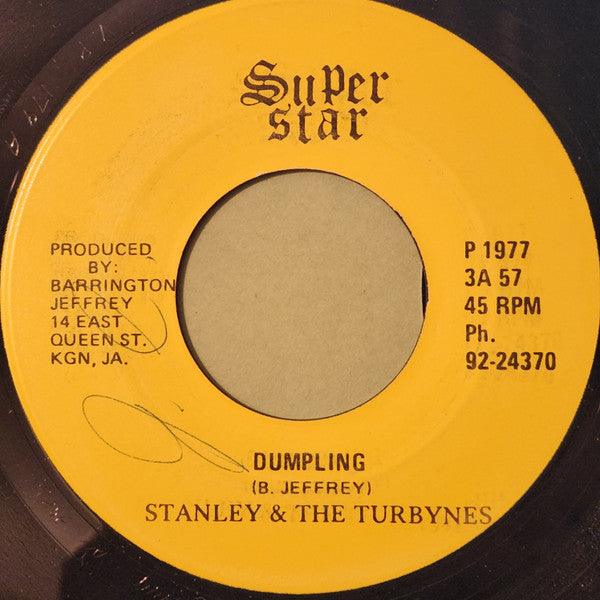 Super
star
PRODUCED
BY:
BARRINGTON
JEFFREY
14 EAST
QUEEN ST.
KGN, JA.
P 1977
3A 57
45 RPM
Ph.
92-24370
DUMPLING
(B. JEFFREY)
STANLEY & THE TURBYNES